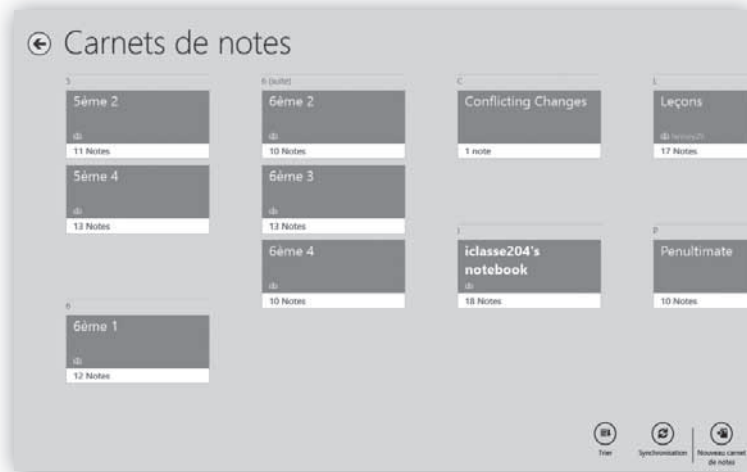 Carnets de notes
5
5ème 2
11 Notes
5ème 4
13 Notes
6
6ème 1
12 Notes
6 (suite)
6ème 2
10 Notes
6ème 3
13 Notes
6ème 4
10 Notes
C
Conflicting Changes
1 note
I
iclasse204's
notebook
18 Notes
L
Leçons
17 Notes
P
Penultimate
10 Notes
Trier
Synchronisation
Nouveau carnet
de notes